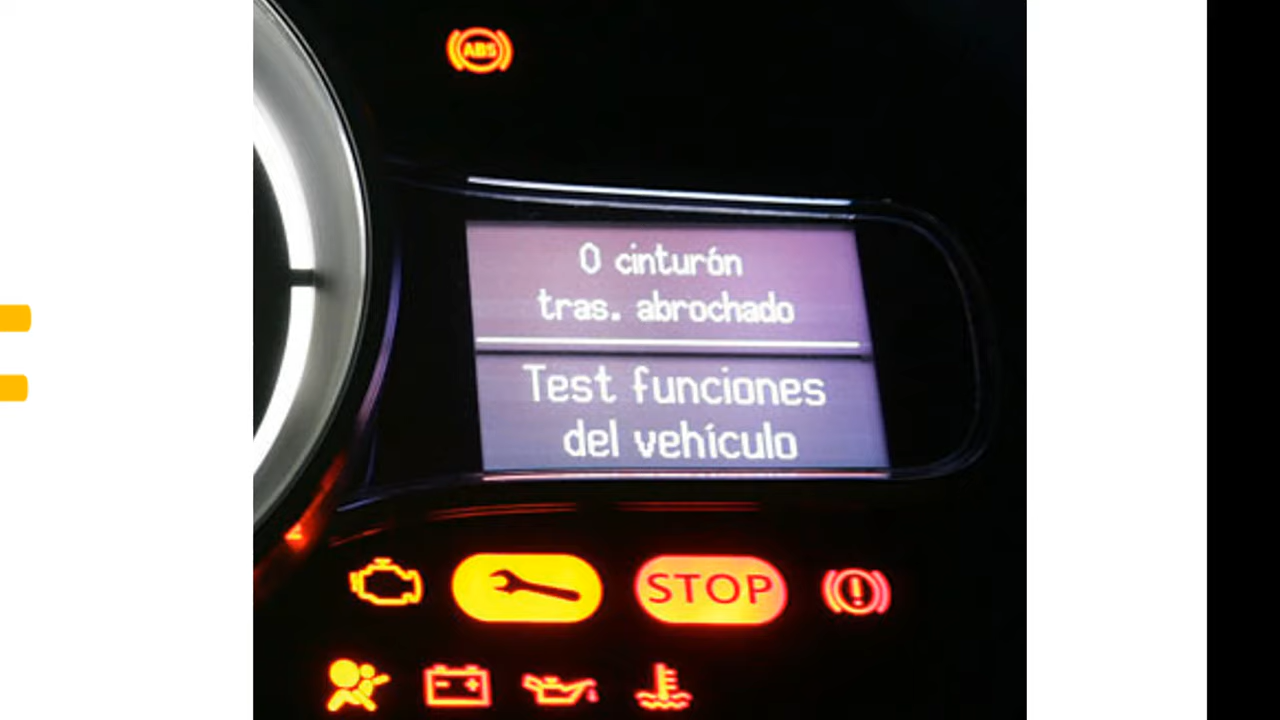 ABS
0 cinturón
tras. abrochado
Test funciones
del vehículo
STOP